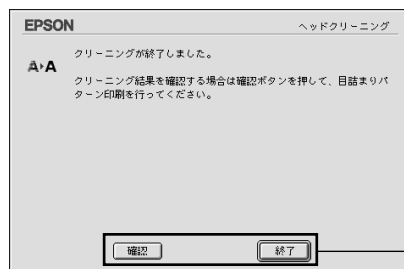 EPSON ヘッドクリーニング
A▸A クリーニングが終了しました。
クリーニング結果を確認する場合は確認ボタンを押して、目詰まりパ
ターン印刷を行ってください。
確認 終了